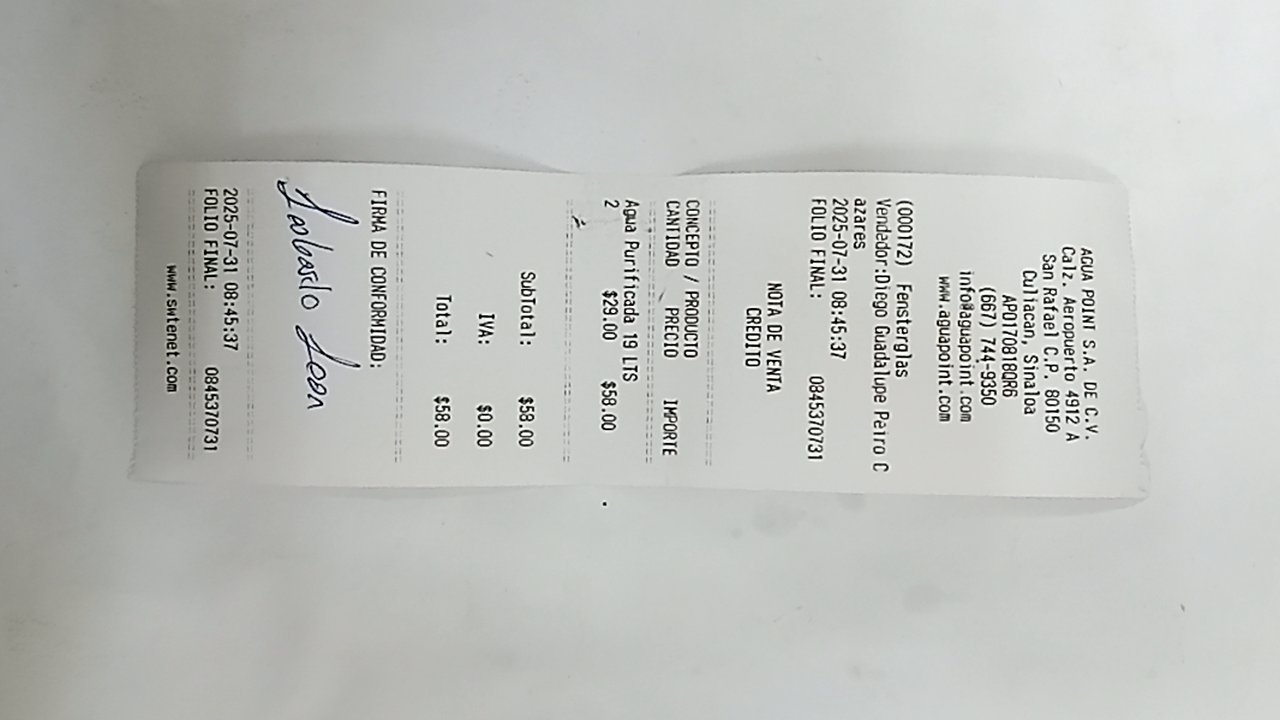 AGUA POINT S.A. DE C.V.
Calz. Aeropuerto 4912 A
San Rafael C.P. 80150
Culiacan, Sinaloa
APO170818QR6
(667) 744-9350
info@aguapoint.com
www.aguapoint.com
(000172) Fensterglas
Vendedor:Diego Guadalupe Peiro C
azares
2025-07-31 08:45:37
FOLIO FINAL: 0845370731
NOTA DE VENTA
CREDITO
CONCEPTO / PRODUCTO
CANTIDAD PRECIO IMPORTE
Agua Purificada 19 LTS
2 $29.00 $58.00
SubTotal: $58.00
IVA: $0.00
Total: $58.00
FIRMA DE CONFORMIDAD:
Leon
2025-07-31 08:45:37
FOLIO FINAL: 0845370731
www.swtenet.com